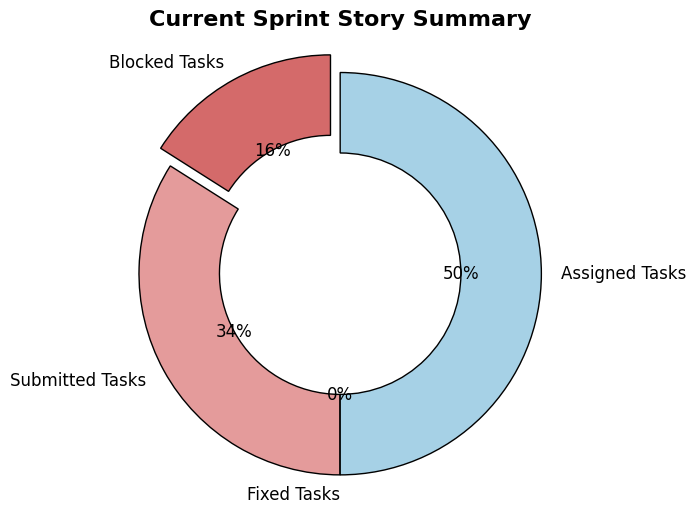 Current Sprint Story Summary
Blocked Tasks
16%
50%
Assigned Tasks
34%
Submitted Tasks
0%
Fixed Tasks